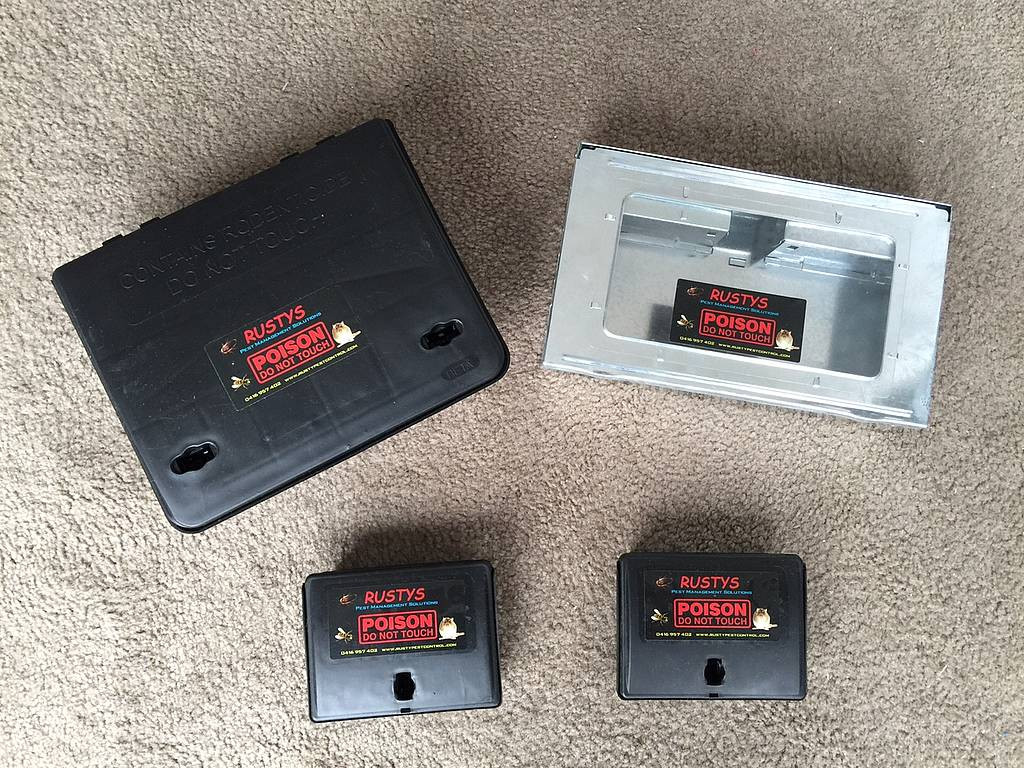 CONTAINS RODENTICIDE
DO NOT TOUCH
RUSTYS
PEST MANAGEMENT SOLUTIONS
POISON
DO NOT TOUCH
0416 957 402 WWW.RUSTYPESTCONTROL.COM
RUSTYS
PEST MANAGEMENT SOLUTIONS
POISON
DO NOT TOUCH
0416 957 402 WWW.RUSTYPESTCONTROL.COM
RUSTYS
PEST MANAGEMENT SOLUTIONS
POISON
DO NOT TOUCH
0416 957 402 WWW.RUSTYPESTCONTROL.COM
RUSTYS
PEST MANAGEMENT SOLUTIONS
POISON
DO NOT TOUCH
0416 957 402 WWW.RUSTYPESTCONTROL.COM